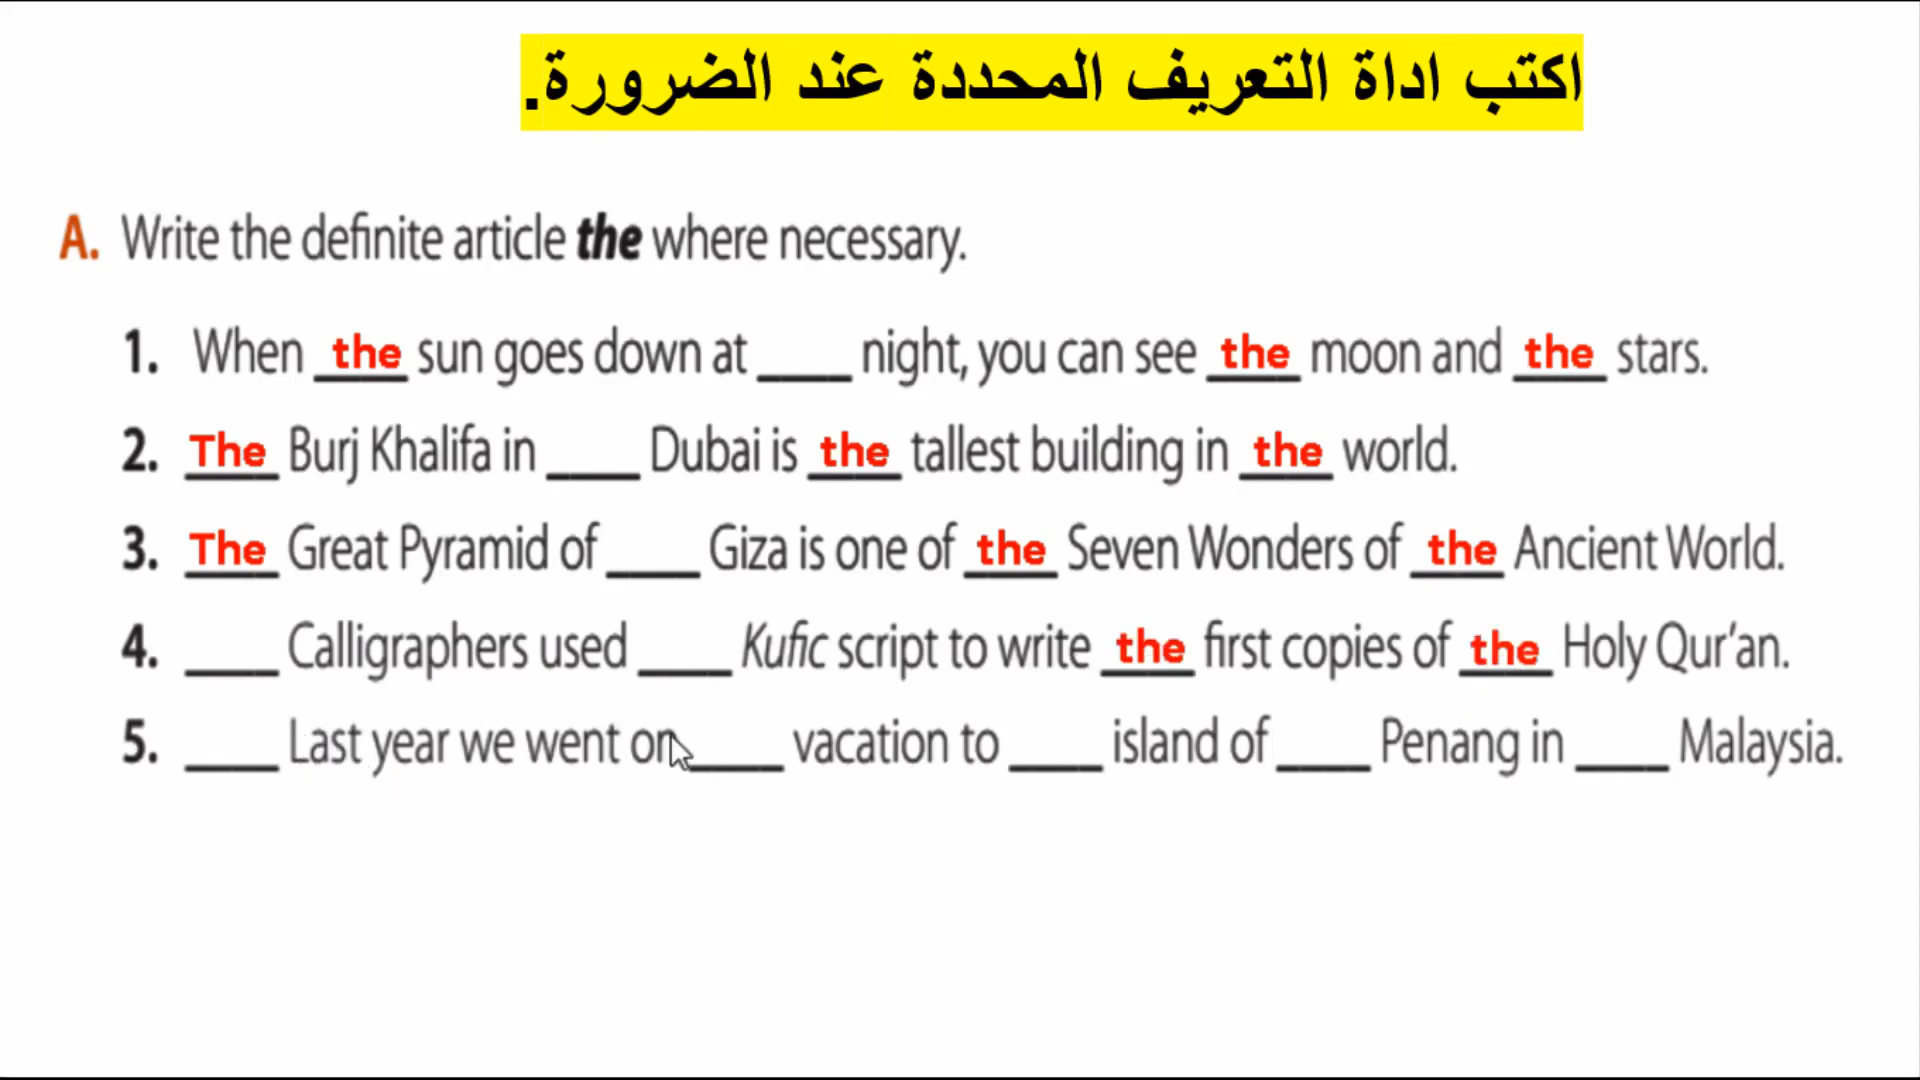 اكتب اداة التعريف المحددة عند الضرورة.
A. Write the definite article the where necessary.
1. When the sun goes down at ____ night, you can see the moon and the stars.
2. The Burj Khalifa in ____ Dubai is the tallest building in the world.
3. The Great Pyramid of ____ Giza is one of the Seven Wonders of the Ancient World.
4. ____ Calligraphers used ____ Kufic script to write the first copies of the Holy Qur'an.
5. ____ Last year we went on ____ vacation to ____ island of ____ Penang in ____ Malaysia.